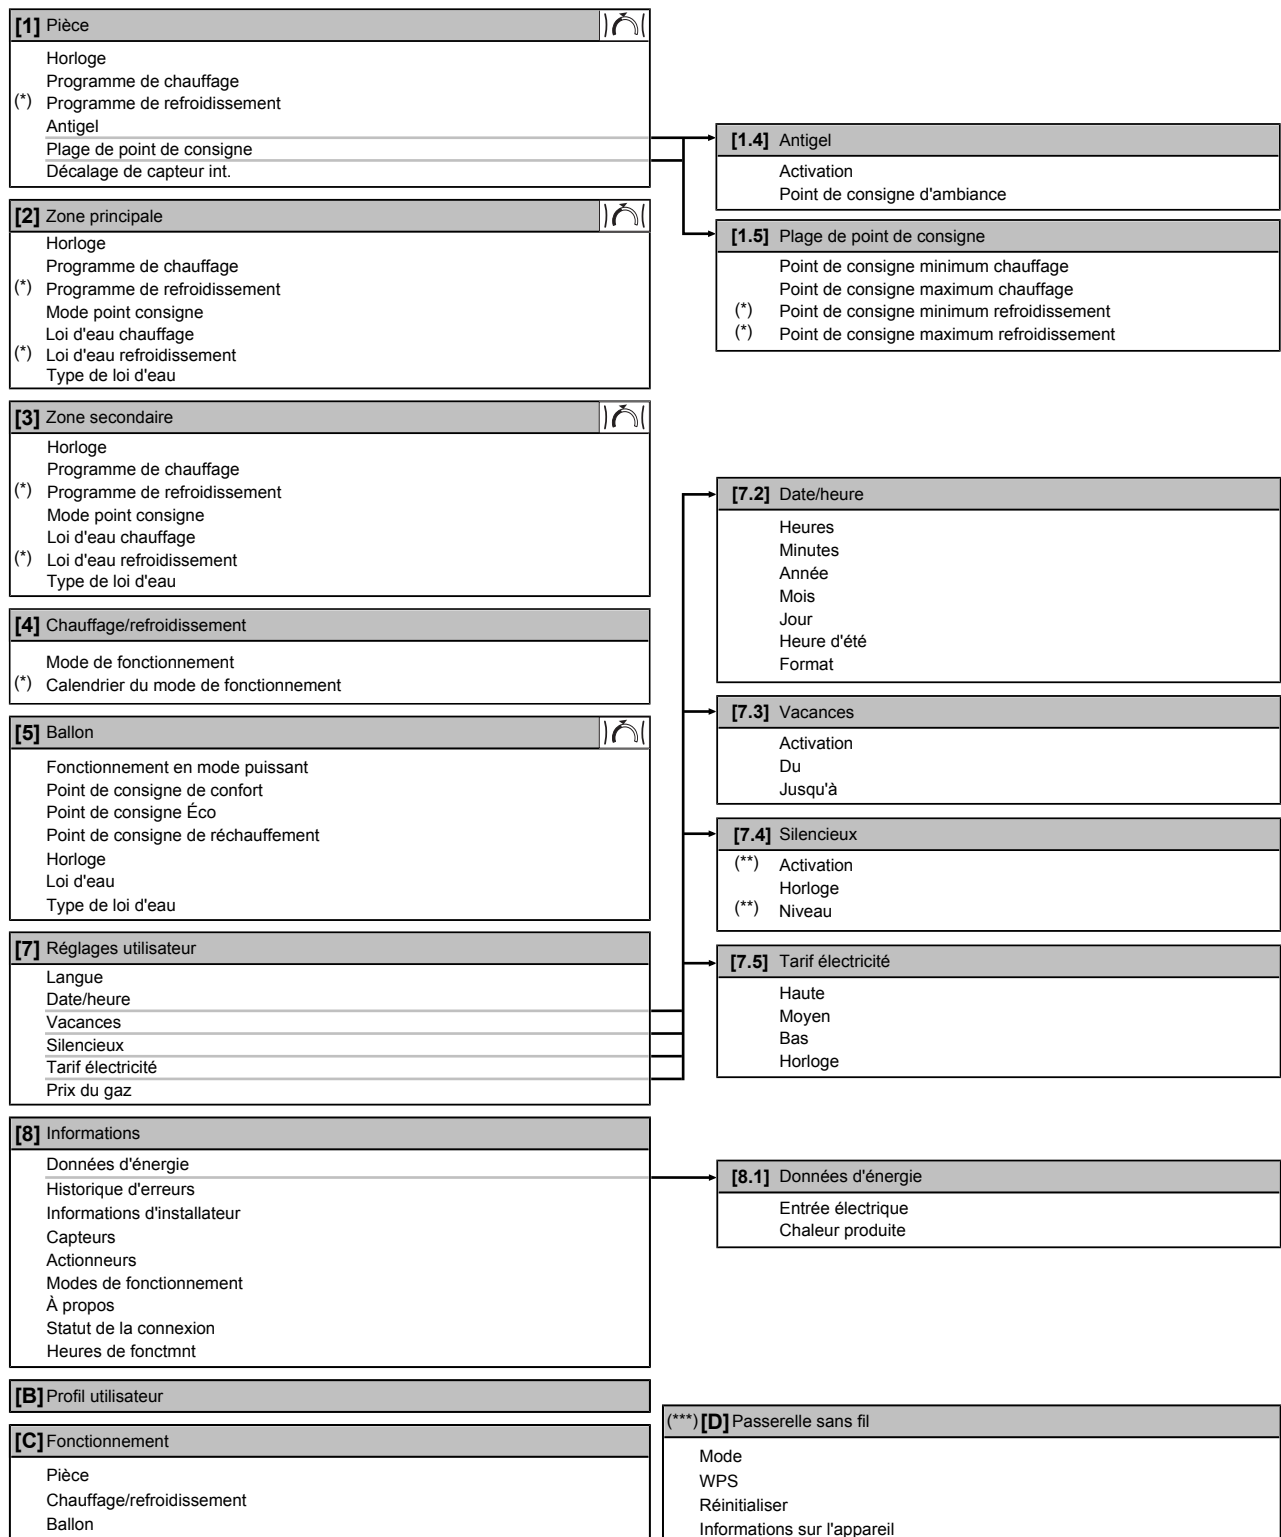 [1] Pièce
Horloge
Programme de chauffage
(*) Programme de refroidissement
Antigel
Plage de point de consigne
Décalage de capteur int.
[1.4] Antigel
Activation
Point de consigne d'ambiance
[1.5] Plage de point de consigne
Point de consigne minimum chauffage
Point de consigne maximum chauffage
(*) Point de consigne minimum refroidissement
(*) Point de consigne maximum refroidissement
[2] Zone principale
Horloge
Programme de chauffage
(*) Programme de refroidissement
Mode point consigne
Loi d'eau chauffage
(*) Loi d'eau refroidissement
Type de loi d'eau
[3] Zone secondaire
Horloge
Programme de chauffage
(*) Programme de refroidissement
Mode point consigne
Loi d'eau chauffage
(*) Loi d'eau refroidissement
Type de loi d'eau
[4] Chauffage/refroidissement
Mode de fonctionnement
(*) Calendrier du mode de fonctionnement
[5] Ballon
Fonctionnement en mode puissant
Point de consigne de confort
Point de consigne Éco
Point de consigne de réchauffement
Horloge
Loi d'eau
Type de loi d'eau
[7] Réglages utilisateur
Langue
Date/heure
Vacances
Silencieux
Tarif électricité
Prix du gaz
[7.2] Date/heure
Heures
Minutes
Année
Mois
Jour
Heure d'été
Format
[7.3] Vacances
Activation
Du
Jusqu'à
[7.4] Silencieux
(**) Activation
Horloge
(**) Niveau
[7.5] Tarif électricité
Haute
Moyen
Bas
Horloge
[8] Informations
Données d'énergie
Historique d'erreurs
Informations d'installateur
Capteurs
Actionneurs
Modes de fonctionnement
À propos
Statut de la connexion
Heures de fonctmnt
[8.1] Données d'énergie
Entrée électrique
Chaleur produite
[B] Profil utilisateur
[C] Fonctionnement
Pièce
Chauffage/refroidissement
Ballon
(***) [D] Passerelle sans fil
Mode
WPS
Réinitialiser
Informations sur l'appareil